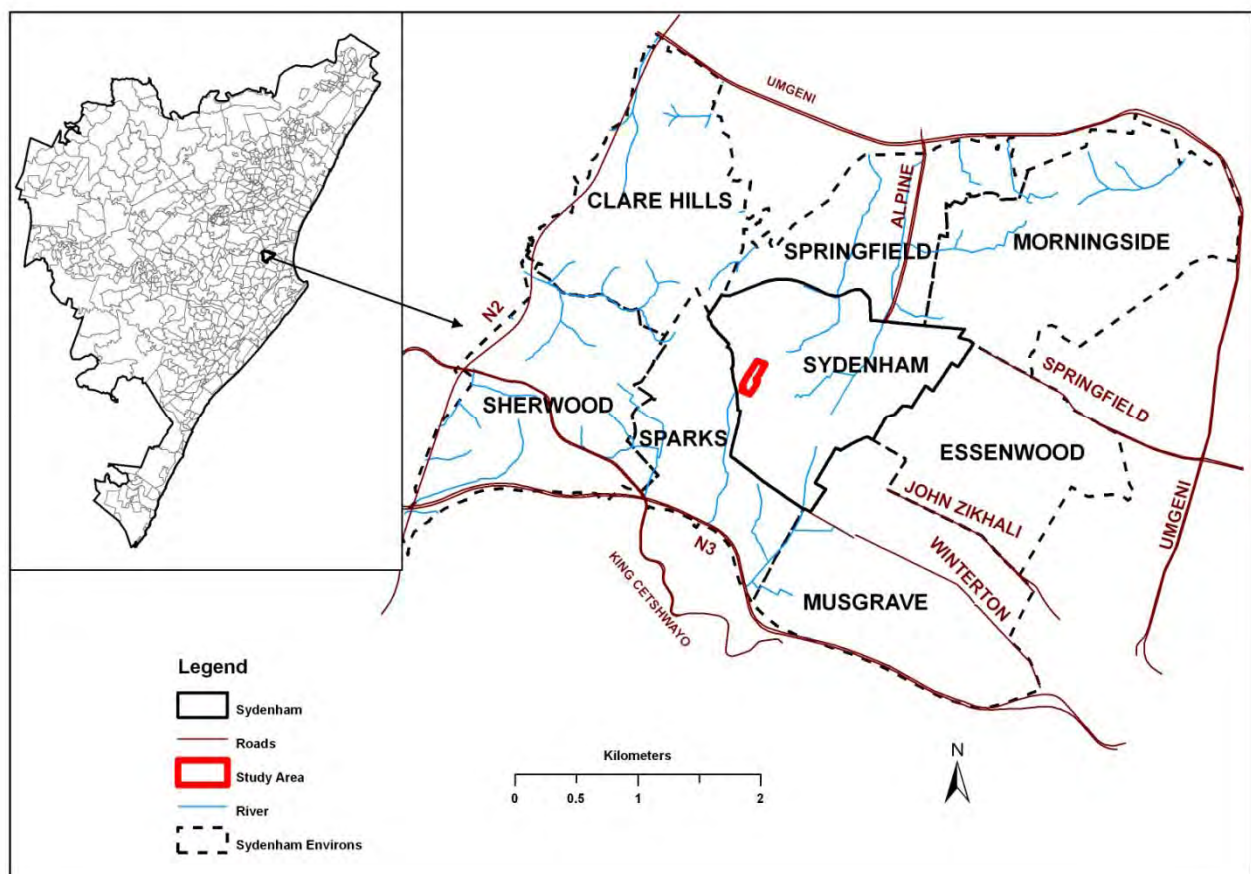 UMGENI
CLARE HILLS
ALPINE
SPRINGFIELD
MORNINGSIDE
N2
SYDENHAM
SPRINGFIELD
SHERWOOD
SPARKS
ESSENWOOD
JOHN ZIKHALI
UMGENI
N3
WINTERTON
KING CETSHWAYO
MUSGRAVE
Legend
Sydenham
Roads
Study Area
River
Sydenham Environs
Kilometers
0 0.5 1 2
N